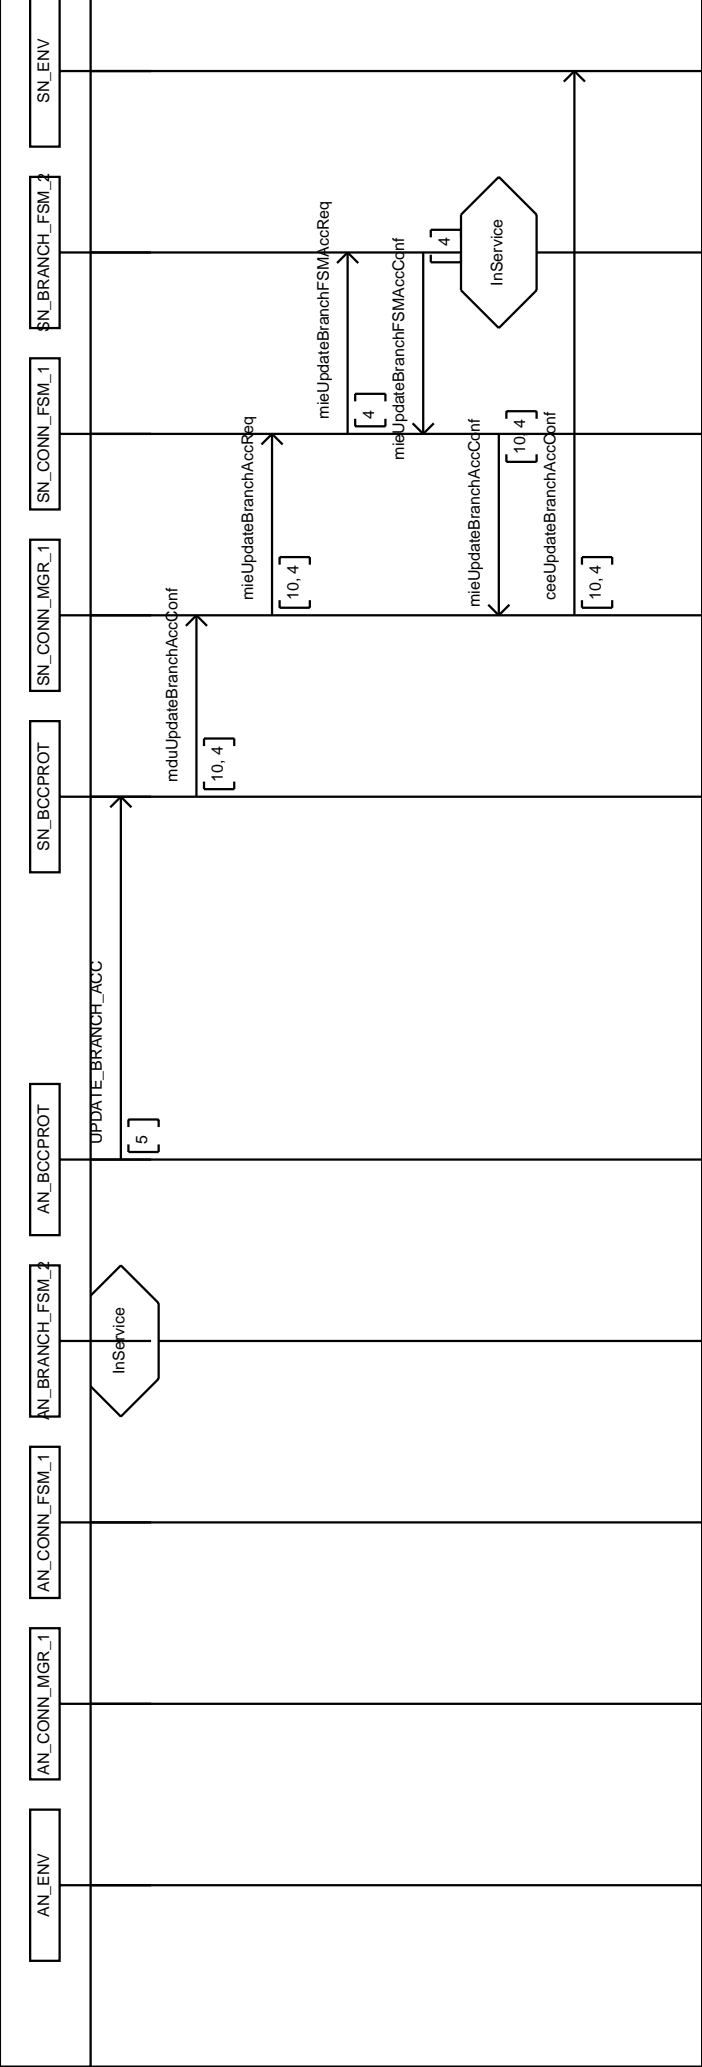 AN_ENV
AN_CONN_MGR_1
AN_CONN_FSM_1
AN_BRANCH_FSM_2
AN_BCCPROT
SN_BCCPROT
SN_CONN_MGR_1
SN_CONN_FSM_1
SN_BRANCH_FSM_2
SN_ENV
UPDATE_BRANCH_ACC
InService
5
mduUpdateBranchAccConf
10, 4
mieUpdateBranchAccReq
10, 4
mieUpdateBranchFSMAccReq
4
mieUpdateBranchFSMAccConf
4
mieUpdateBranchAccConf
InService
10, 4
ceeUpdateBranchAccConf
10, 4